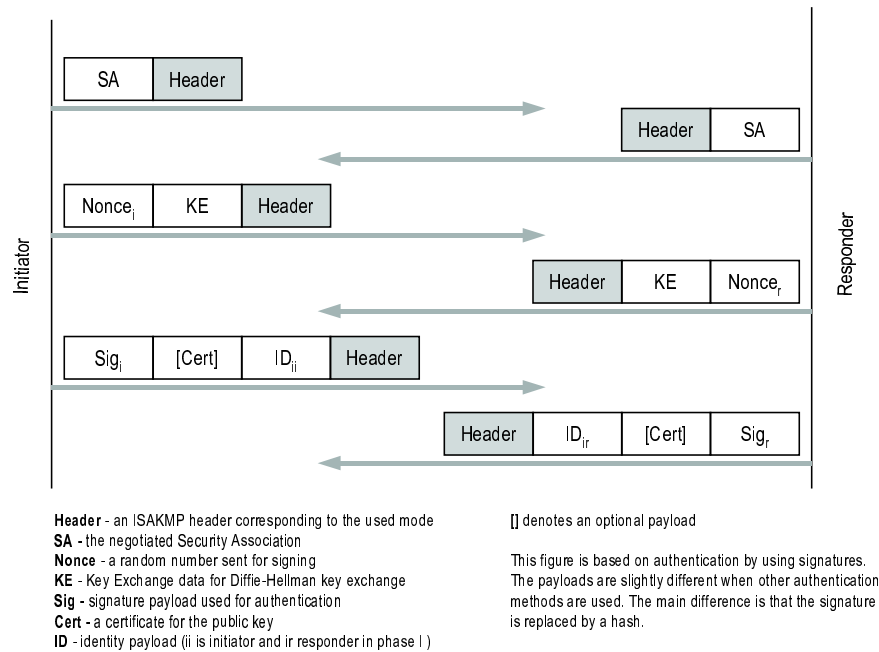 SA Header
Header SA
Nonce_i KE Header
Header KE Nonce_r
Sig_i [Cert] ID_ii Header
Header ID_ir [Cert] Sig_r
Initiator
Responder
Header - an ISAKMP header corresponding to the used mode
SA - the negotiated Security Association
Nonce - a random number sent for signing
KE - Key Exchange data for Diffie-Hellman key exchange
Sig - signature payload used for authentication
Cert - a certificate for the public key
ID - identity payload (ii is initiator and ir responder in phase I )
[] denotes an optional payload
This figure is based on authentication by using signatures.
The payloads are slightly different when other authentication
methods are used. The main difference is that the signature
is replaced by a hash.